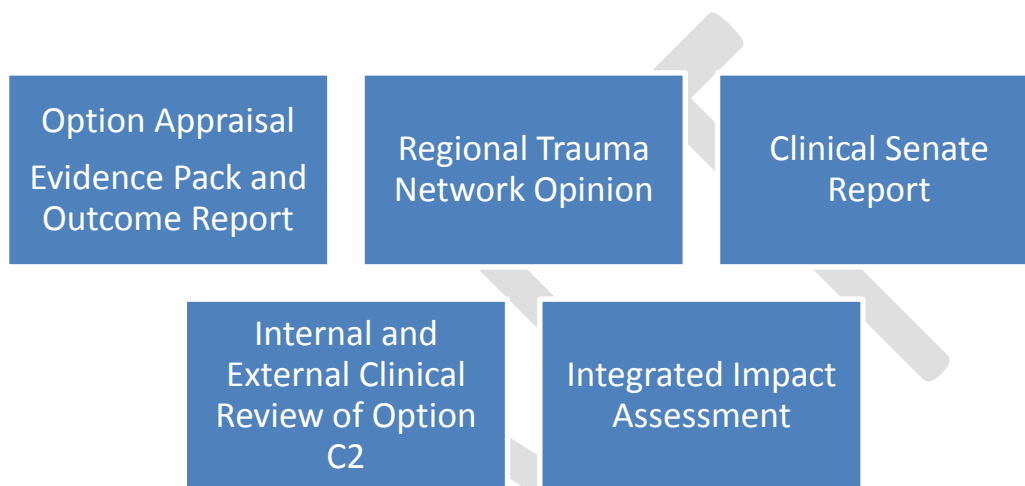 Option Appraisal
Evidence Pack and
Outcome Report
Regional Trauma
Network Opinion
Clinical Senate
Report
Internal and
External Clinical
Review of Option
C2
Integrated Impact
Assessment